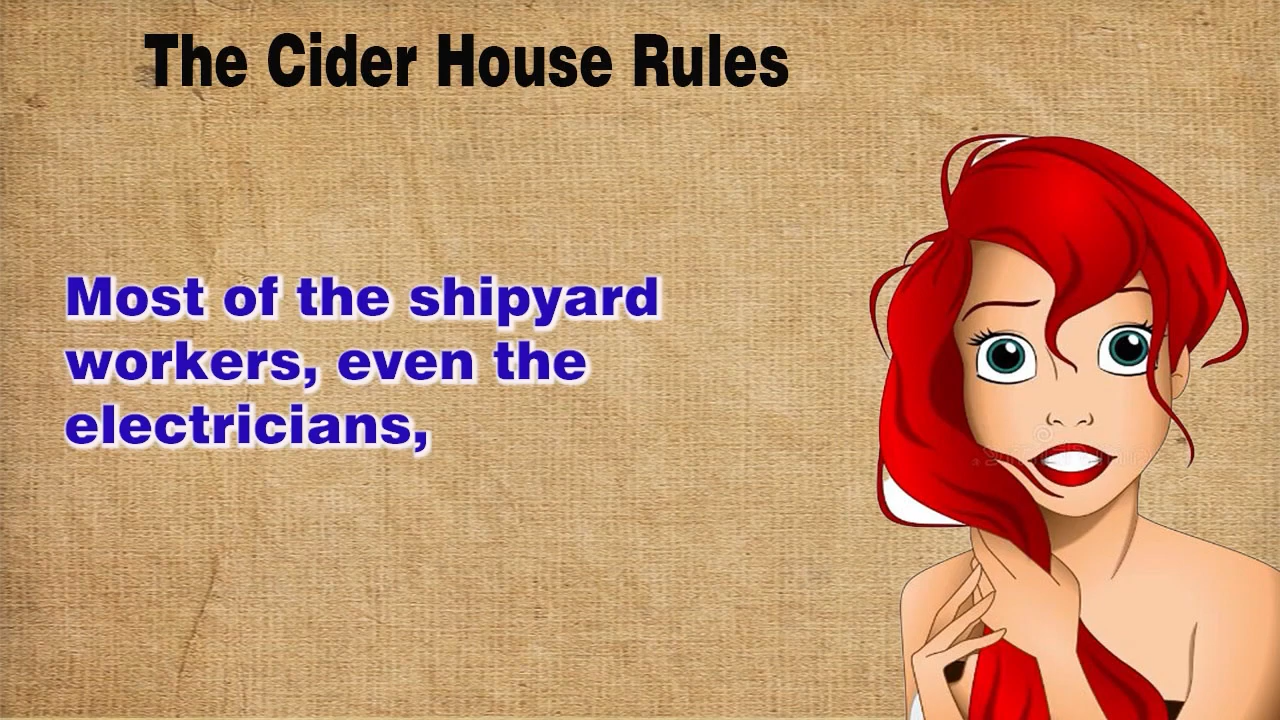 The Cider House Rules
Most of the shipyard
workers, even the
electricians,